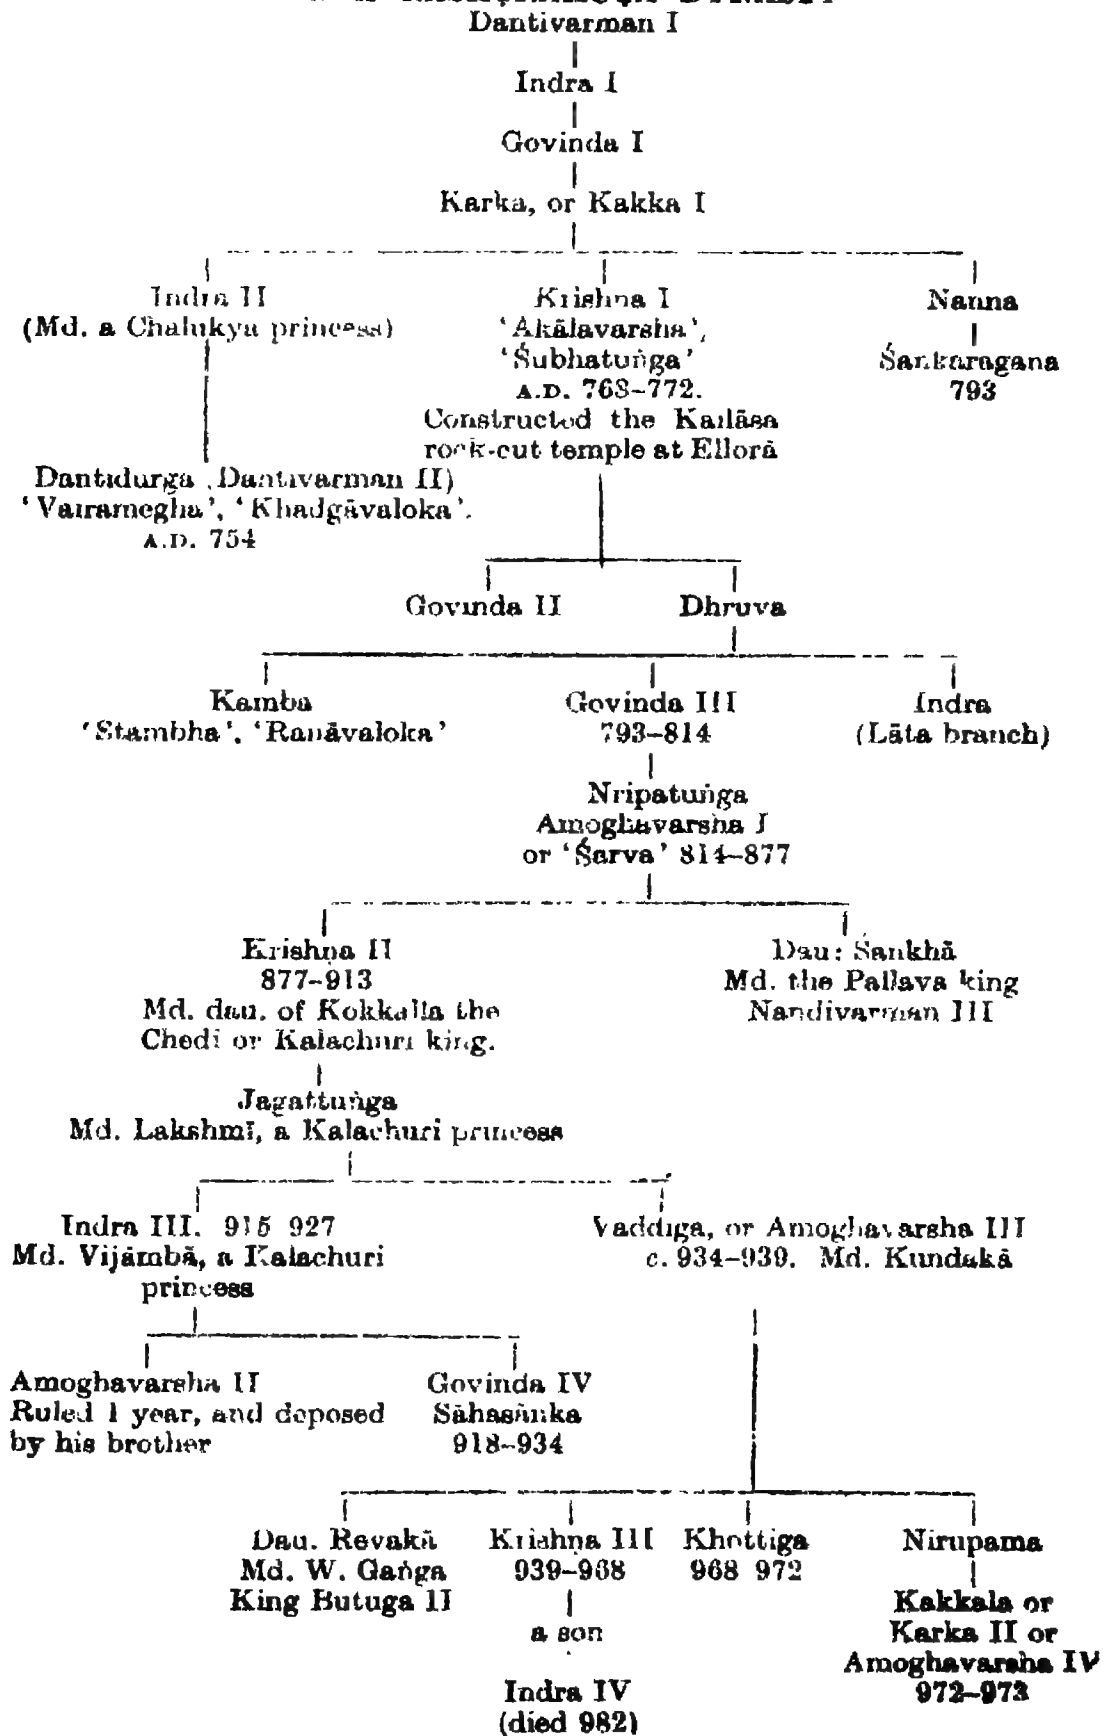 Dantivarman I
Indra I
Govinda I
Karka, or Kakka I
Indra II
(Md. a Chalukya princess)
Krishna I
'Akālavarsha',
'Śubhatuṅga'
A.D. 768–772.
Constructed the Kailāsa
rock-cut temple at Ellorā
Nanna
Śankaragana
793
Dantidurga (Dantivarman II)
'Vairamegha', 'Khadgāvaloka'.
A.D. 754
Govinda II
Dhruva
Kamba
'Stambha', 'Ranāvaloka'
Govinda III
793–814
Indra
(Lāta branch)
Nripatuṅga
Amoghavarsha I
or 'Śarva' 814–877
Krishṇa II
877–913
Md. dau. of Kokkalla the
Chedi or Kalachuri king.
Dau: Śankhā
Md. the Pallava king
Nandivarman III
Jagattuṅga
Md. Lakshmī, a Kalachuri princess
Indra III. 915 927
Md. Vijāmbā, a Kalachuri
princess
Vaddiga, or Amoghavarsha III
c. 934–939. Md. Kundakā
Amoghavarsha II
Ruled 1 year, and deposed
by his brother
Govinda IV
Sāhasānka
918–934
Dau. Revakā
Md. W. Gaṅga
King Butuga II
Krishṇa III
939–968
a son
Indra IV
(died 982)
Khottiga
968 972
Nirupama
Kakkala or
Karka II or
Amoghavarsha IV
972–973